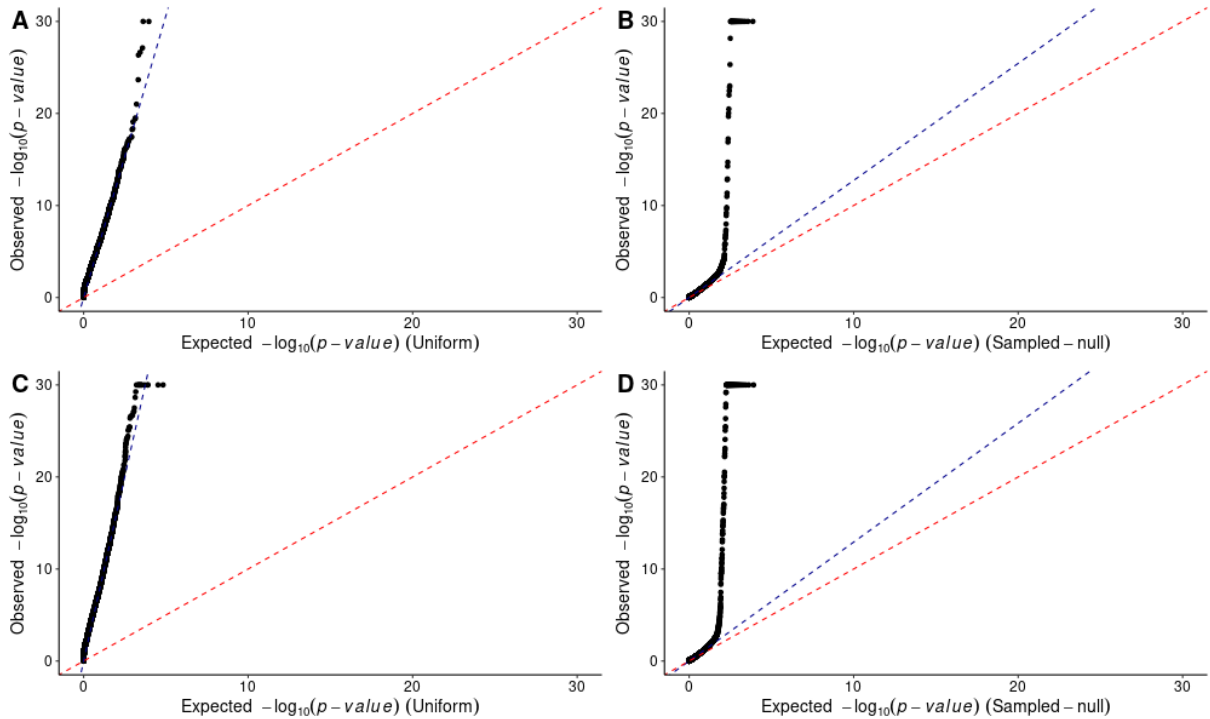 A
30
20
10
0
Observed −log10(p − value)
0 10 20 30
Expected −log10(p − value) (Uniform)
B
30
20
10
0
Observed −log10(p − value)
0 10 20 30
Expected −log10(p − value) (Sampled − null)
C
30
20
10
0
Observed −log10(p − value)
0 10 20 30
Expected −log10(p − value) (Uniform)
D
30
20
10
0
Observed −log10(p − value)
0 10 20 30
Expected −log10(p − value) (Sampled − null)